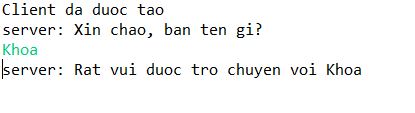 Client da duoc tao
server: Xin chao, ban ten gi?
Khoa
server: Rat vui duoc tro chuyen voi Khoa